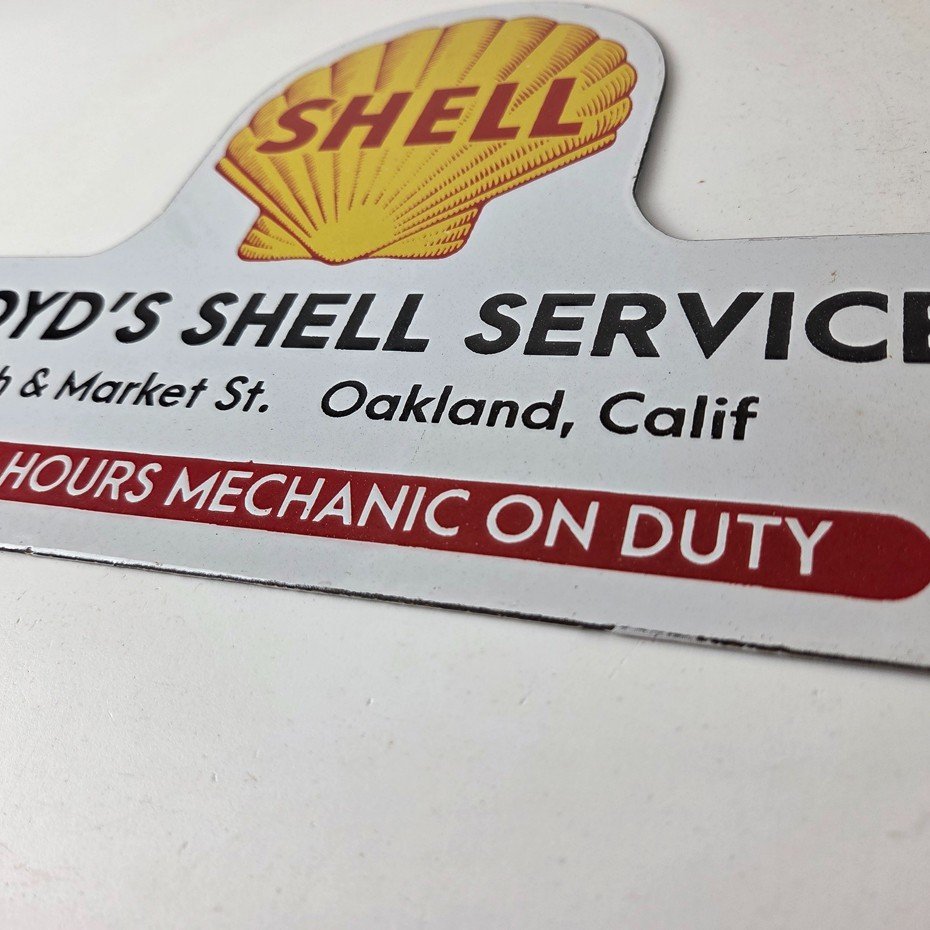 SHELL
OYD'S SHELL SERVICE
h & Market St. Oakland, Calif
HOURS MECHANIC ON DUTY